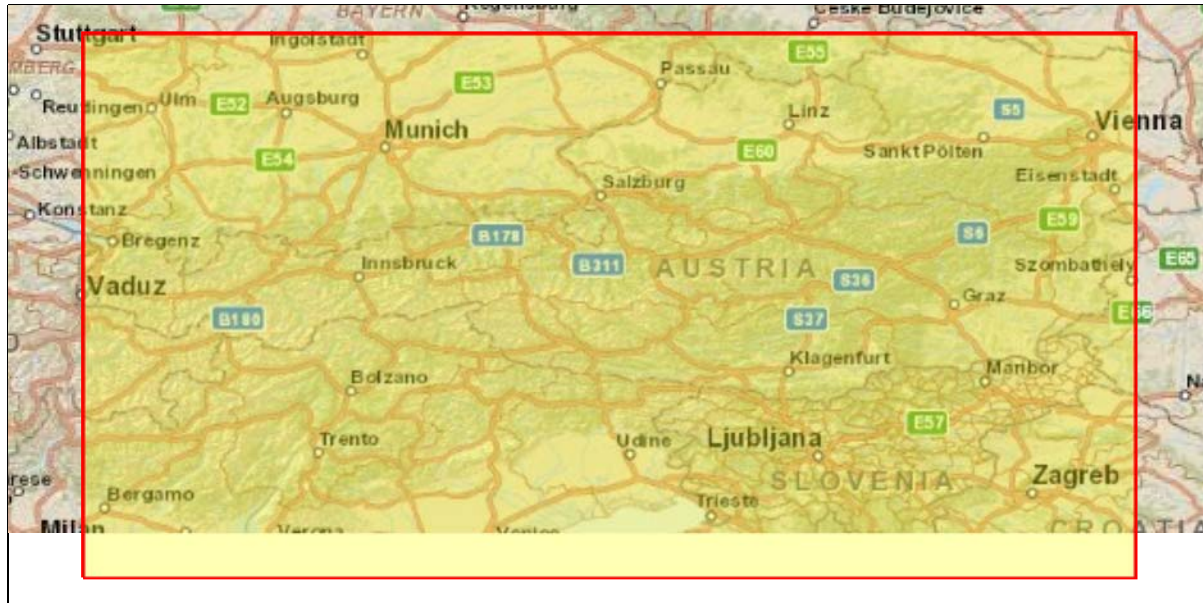 BAYERN
Regensburg
Ceske Budejovice
Stuttgart
Ingolstadt
E55
Passau
E53
Ulm
E52
Augsburg
Linz
S5
Munich
Vienna
Albstadt
E54
E60
Sankt Pölten
-Schwenningen
Salzburg
Eisenstadt
Konstanz
E59
Bregenz
B178
S6
Innsbruck
B311
AUSTRIA
Szombathely
E65
Vaduz
S36
Graz
B180
S37
E66
Klagenfurt
Maribor
Bolzano
E57
Trento
Udine
Ljubljana
SLOVENIA
Zagreb
Bergamo
Trieste
Milan
Verona
Venice
CROATIA